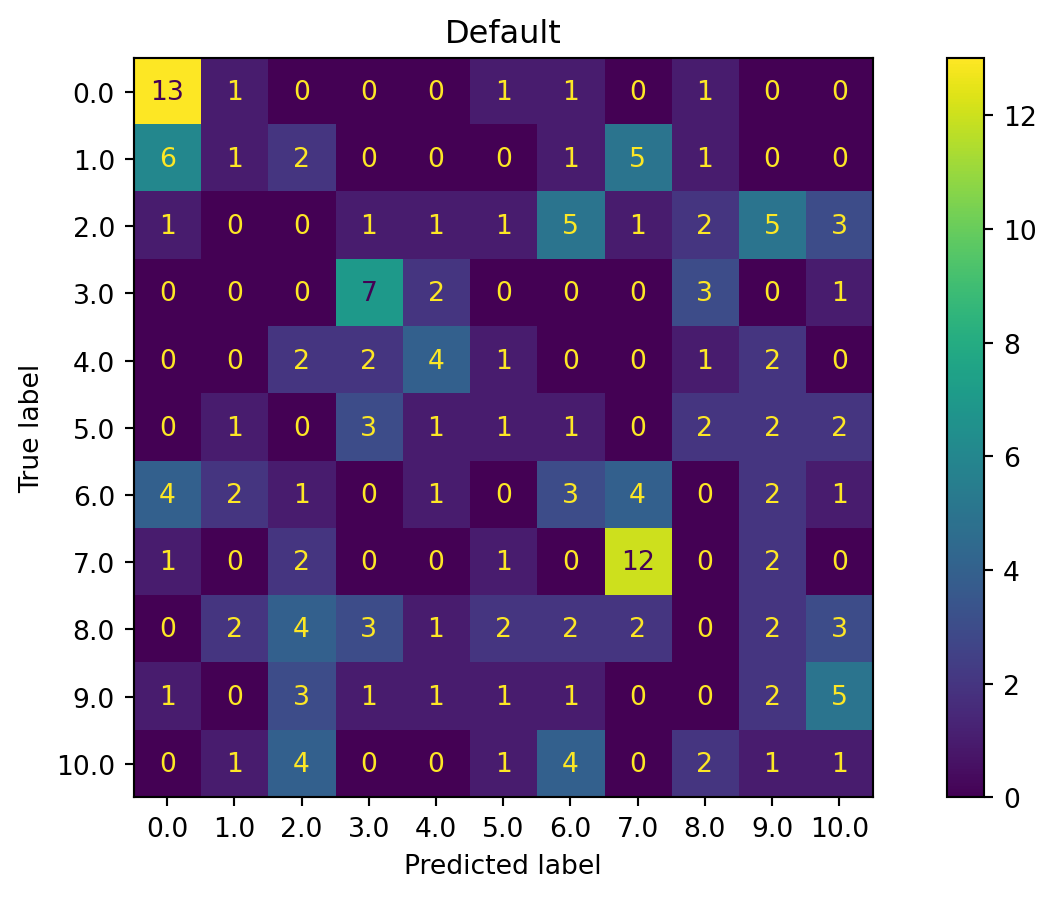 Default
0.0 13 1 0 0 0 1 1 0 1 0 0
1.0 6 1 2 0 0 0 1 5 1 0 0
2.0 1 0 0 1 1 1 5 1 2 5 3
3.0 0 0 0 7 2 0 0 0 3 0 1
4.0 0 0 2 2 4 1 0 0 1 2 0
5.0 0 1 0 3 1 1 1 0 2 2 2
6.0 4 2 1 0 1 0 3 4 0 2 1
7.0 1 0 2 0 0 1 0 12 0 2 0
8.0 0 2 4 3 1 2 2 2 0 2 3
9.0 1 0 3 1 1 1 1 0 0 2 5
10.0 0 1 4 0 0 1 4 0 2 1 1
0.0 1.0 2.0 3.0 4.0 5.0 6.0 7.0 8.0 9.0 10.0
Predicted label
True label
12
10
8
6
4
2
0